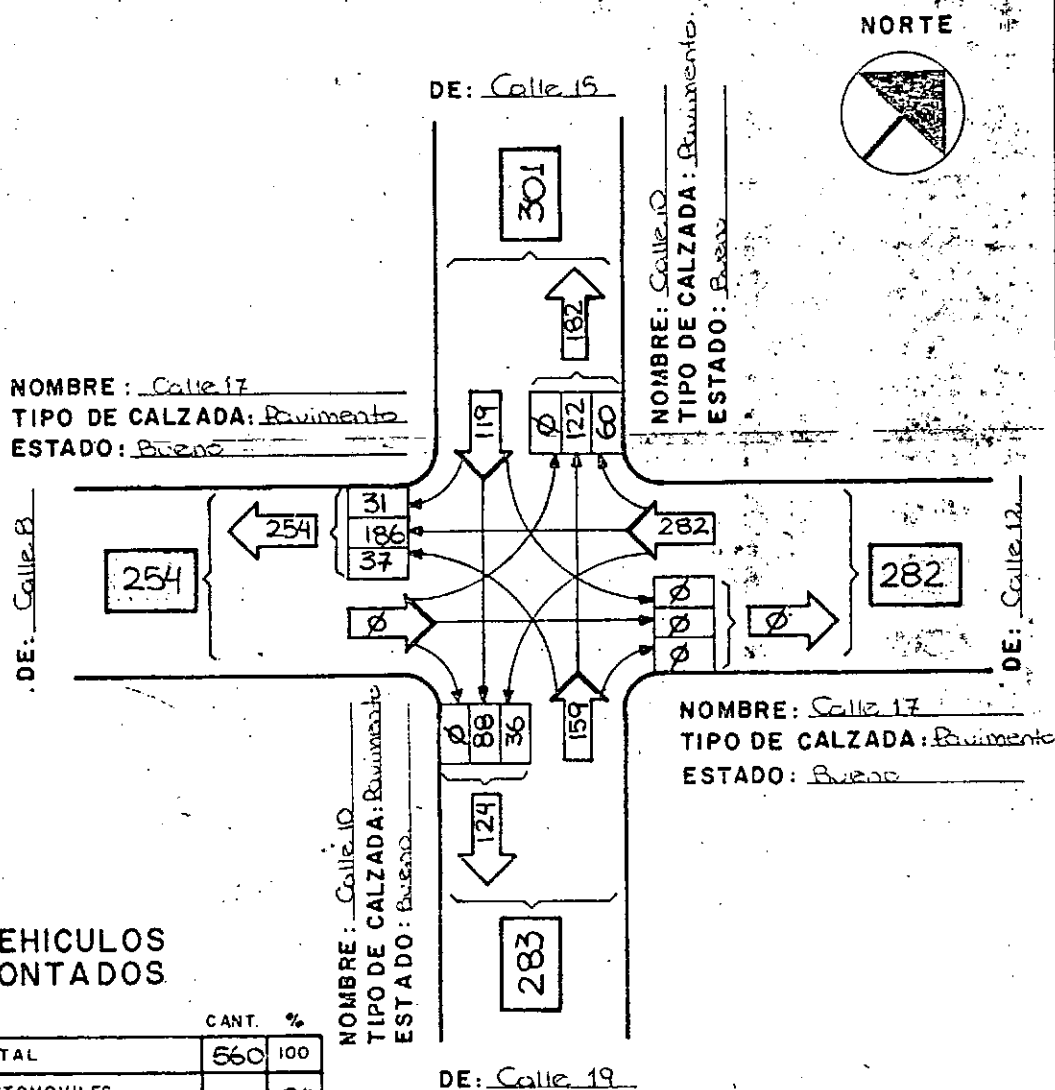 NORTE
DE: Calle 15
301
182
NOMBRE: Calle 10
TIPO DE CALZADA: Pavimento
ESTADO: Bueno
NOMBRE: Calle 17
TIPO DE CALZADA: Pavimento
ESTADO: Bueno
119
Ø 122 60
DE: Calle 8
254
254
31
186
37
282
282
DE: Calle 12
Ø
Ø
Ø
Ø
Ø
Ø 88 36
159
NOMBRE: Calle 17
TIPO DE CALZADA: Pavimento
ESTADO: Bueno
124
NOMBRE: Calle 10
TIPO DE CALZADA: Pavimento
ESTADO: Bueno
283
EHICULOS
ONTADOS
CANT. %
TAL 560 100
DE: Calle 19